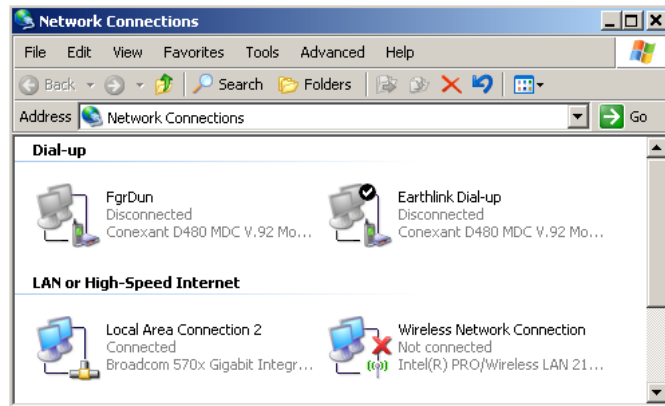 Network Connections
File Edit View Favorites Tools Advanced Help
Back Search Folders
Address Network Connections Go
Dial-up
FgrDun
Disconnected
Conexant D480 MDC V.92 Mo...
Earthlink Dial-up
Disconnected
Conexant D480 MDC V.92 Mo...
LAN or High-Speed Internet
Local Area Connection 2
Connected
Broadcom 570x Gigabit Integr...
Wireless Network Connection
Not connected
Intel(R) PRO/Wireless LAN 21...